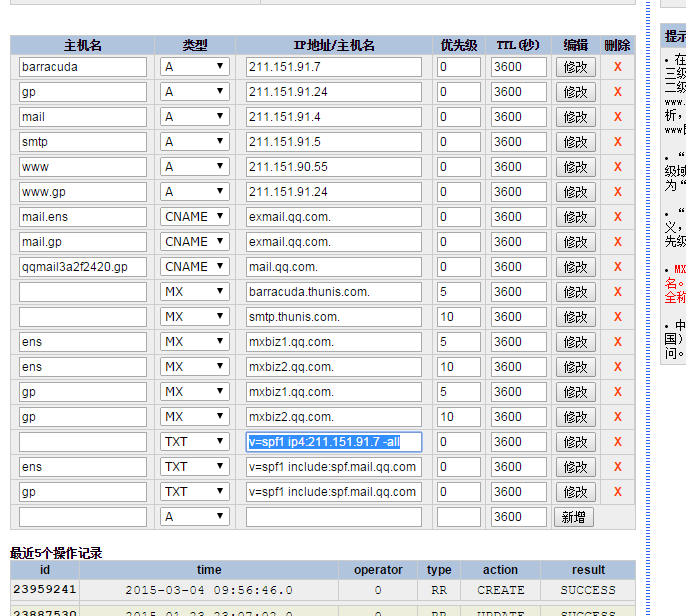 主机名 类型 IP地址/主机名 优先级 TTL(秒) 编辑 删除
barracuda A 211.151.91.7 0 3600 修改 X
gp A 211.151.91.24 0 3600 修改 X
mail A 211.151.91.4 0 3600 修改 X
smtp A 211.151.91.5 0 3600 修改 X
www A 211.151.90.55 0 3600 修改 X
www.gp A 211.151.91.24 0 3600 修改 X
mail.ens CNAME exmail.qq.com. 0 3600 修改 X
mail.gp CNAME exmail.qq.com. 0 3600 修改 X
qqmail3a2f2420.gp CNAME mail.qq.com. 0 3600 修改 X
MX barracuda.thunis.com. 5 3600 修改 X
MX smtp.thunis.com. 10 3600 修改 X
ens MX mxbiz1.qq.com. 5 3600 修改 X
ens MX mxbiz2.qq.com. 10 3600 修改 X
gp MX mxbiz1.qq.com. 5 3600 修改 X
gp MX mxbiz2.qq.com. 10 3600 修改 X
TXT v=spf1 ip4:211.151.91.7 -all 0 3600 修改 X
ens TXT v=spf1 include:spf.mail.qq.com 0 3600 修改 X
gp TXT v=spf1 include:spf.mail.qq.com 0 3600 修改 X
A 3600 新增
最近5个操作记录
id time operator type action result
23959241 2015-03-04 09:56:46.0 0 RR CREATE SUCCESS
23887530 2015-01-23 23:07:02.0 0 RR UPDATE SUCCESS
提示
• 在
三级
二级
www.
析，
www
• “
级域
为“
• “
义，
先级
• MX
名。
全称
• 中
国）
问。